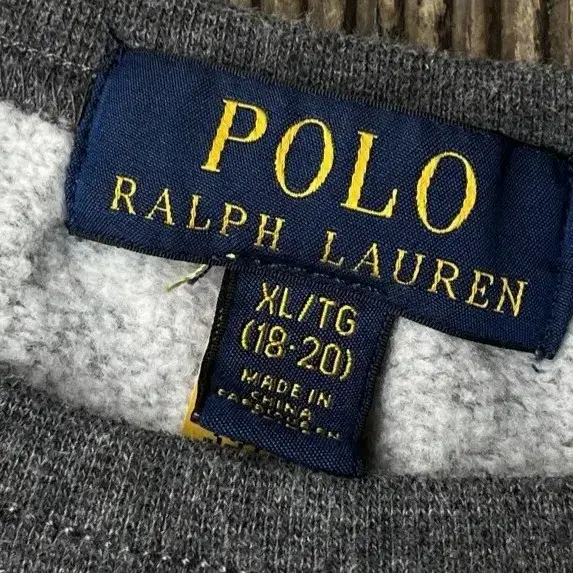 POLO
RALPH LAUREN
XL/TG
(18-20)
MADE IN
CHINA